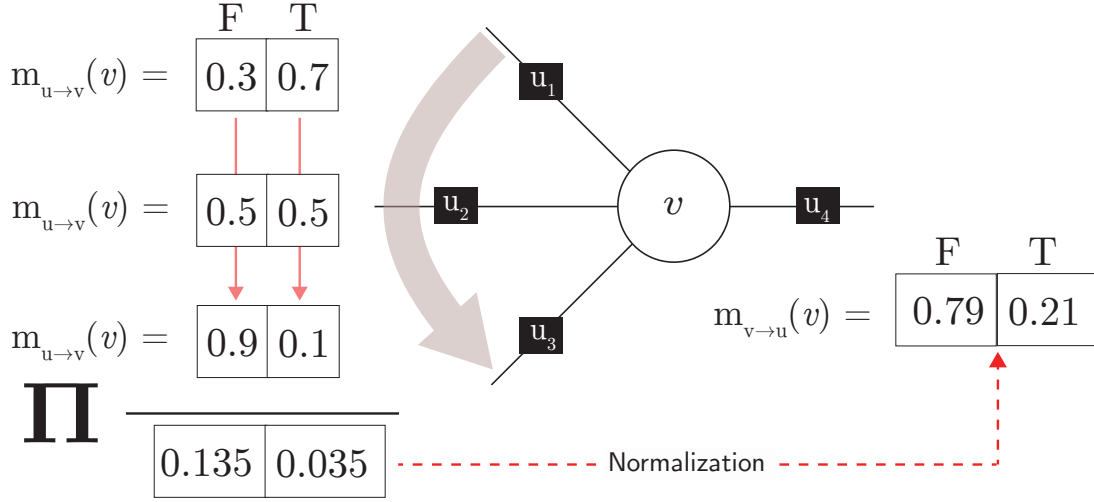 F T
m_{u→v}(v) = 0.3 0.7
u₁
m_{u→v}(v) = 0.5 0.5
u₂ v u₄
F T
m_{u→v}(v) = 0.9 0.1
u₃
m_{v→u}(v) = 0.79 0.21
Π
0.135 0.035
Normalization